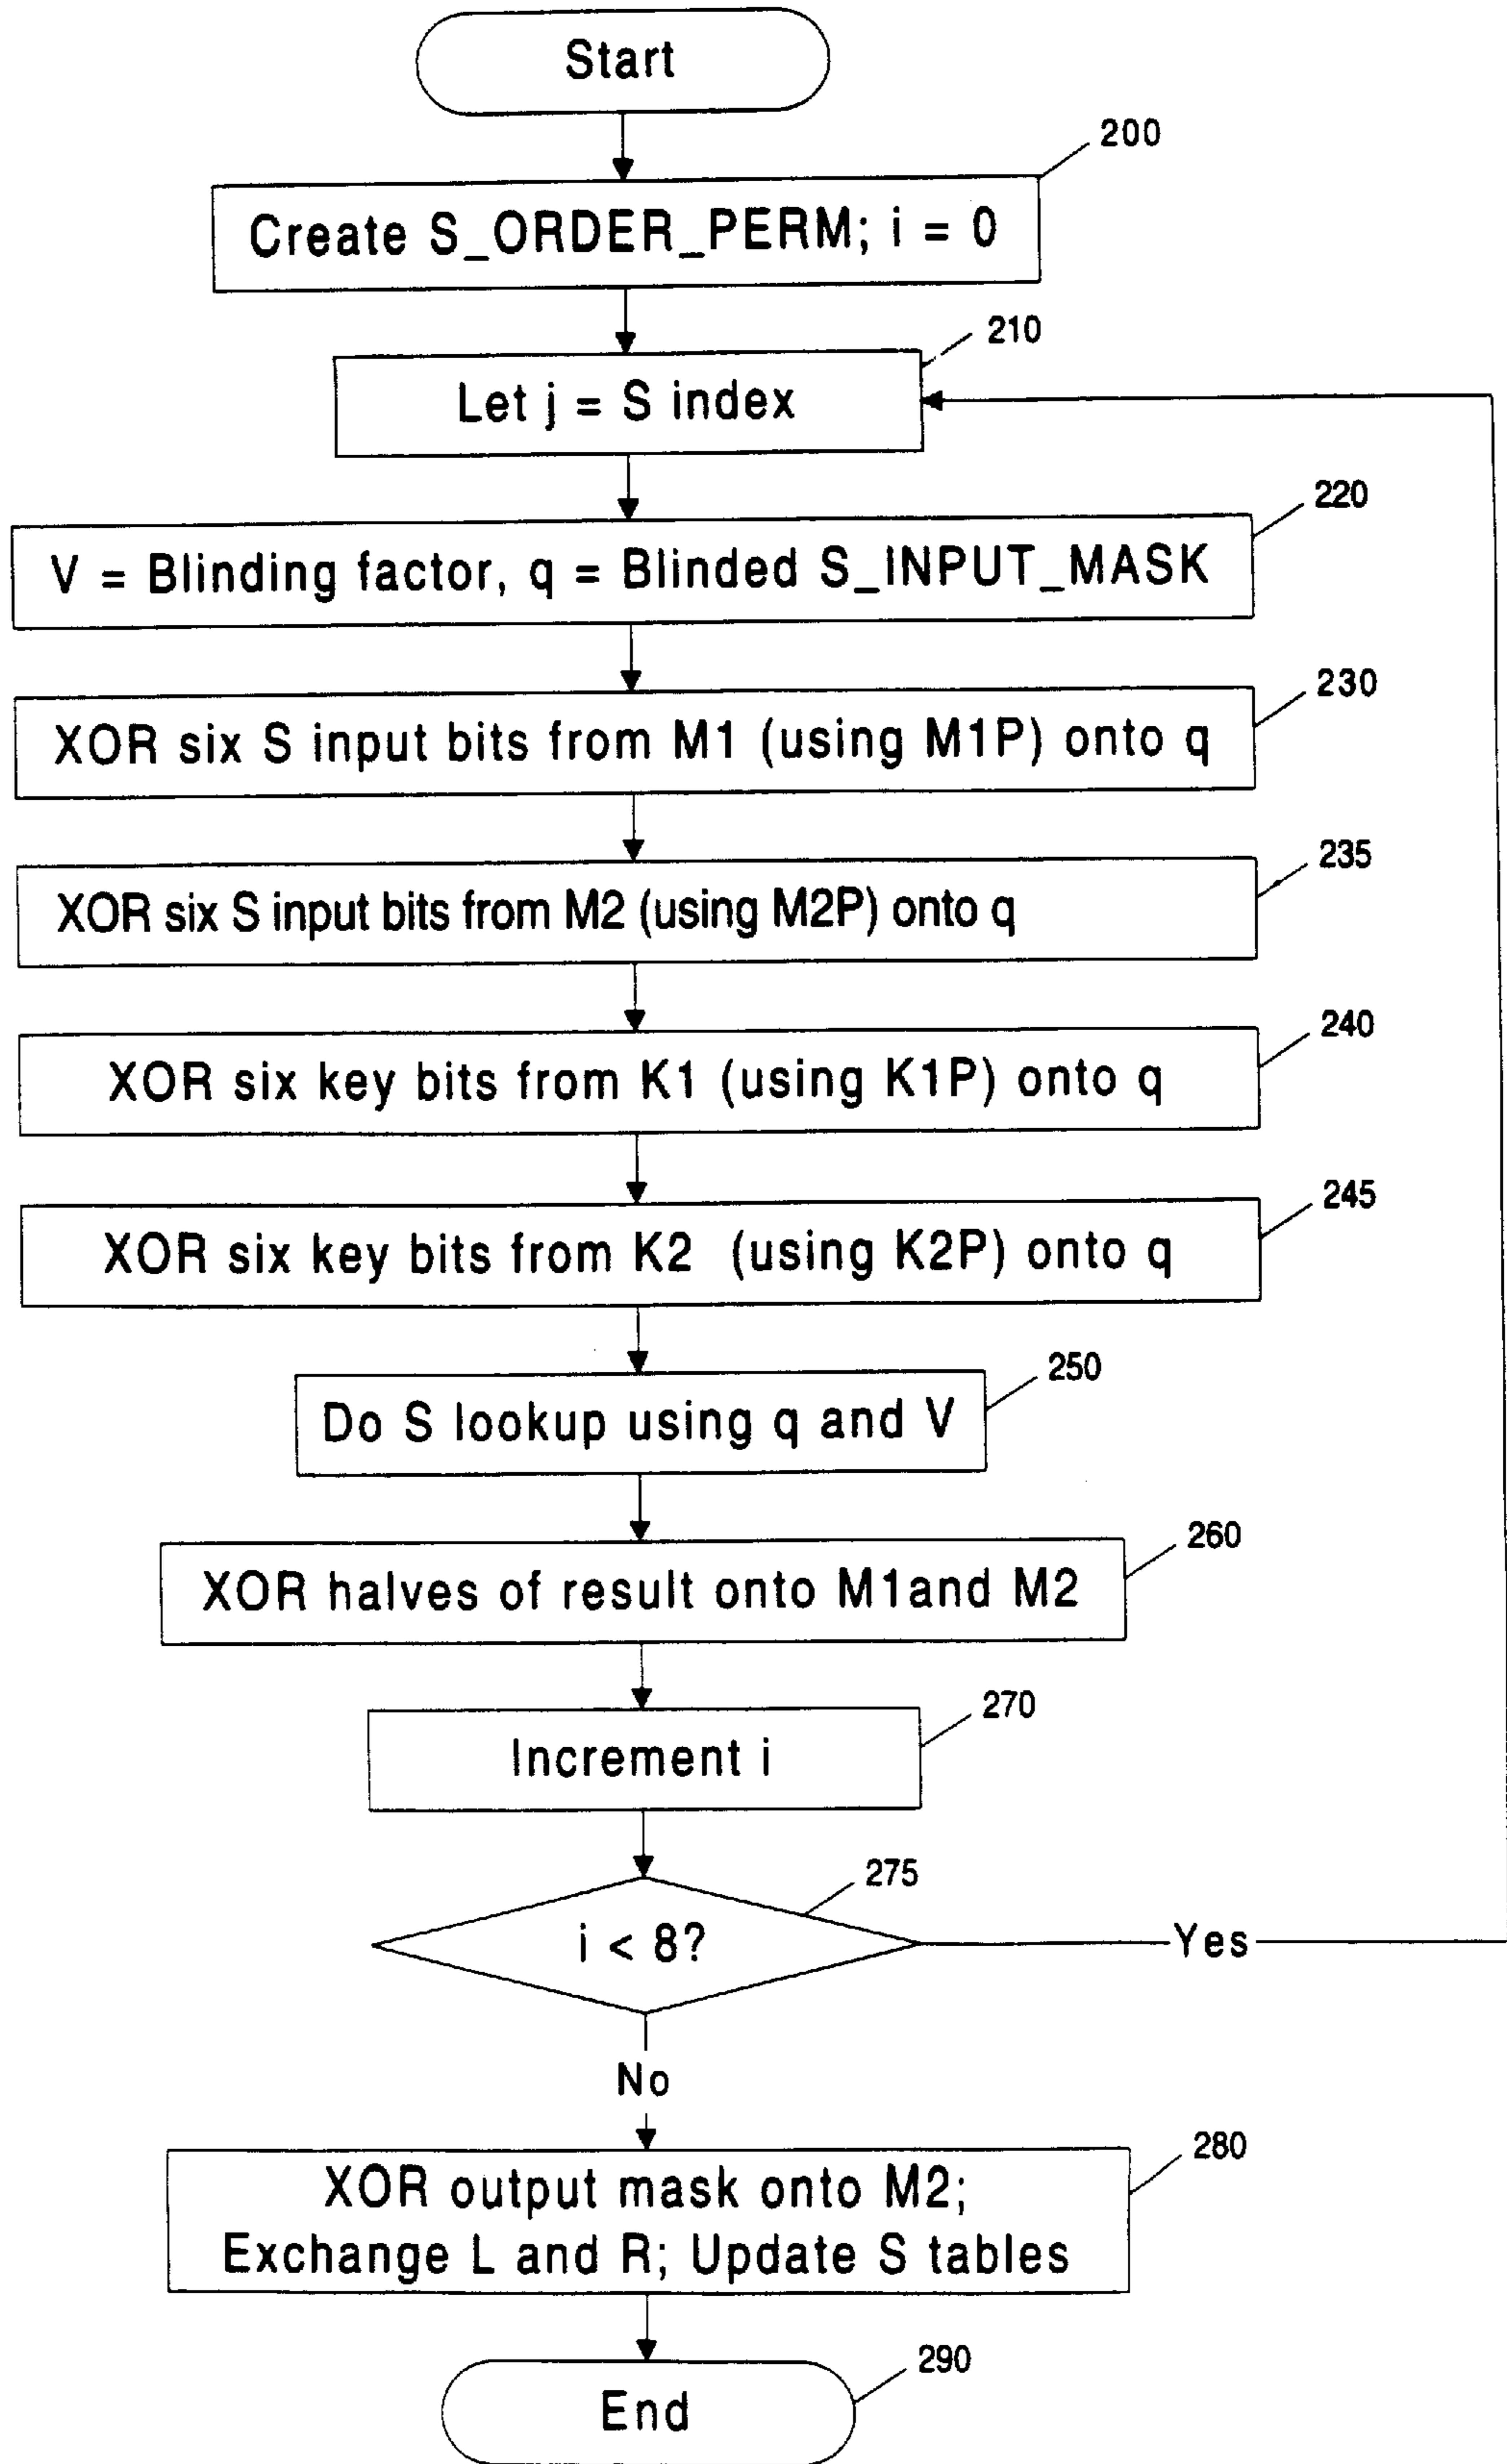 Start
200
Create S_ORDER_PERM; i = 0
210
Let j = S index
220
V = Blinding factor, q = Blinded S_INPUT_MASK
230
XOR six S input bits from M1 (using M1P) onto q
235
XOR six S input bits from M2 (using M2P) onto q
240
XOR six key bits from K1 (using K1P) onto q
245
XOR six key bits from K2 (using K2P) onto q
250
Do S lookup using q and V
260
XOR halves of result onto M1and M2
270
Increment i
275
i < 8?
Yes
No
280
XOR output mask onto M2;
Exchange L and R; Update S tables
290
End